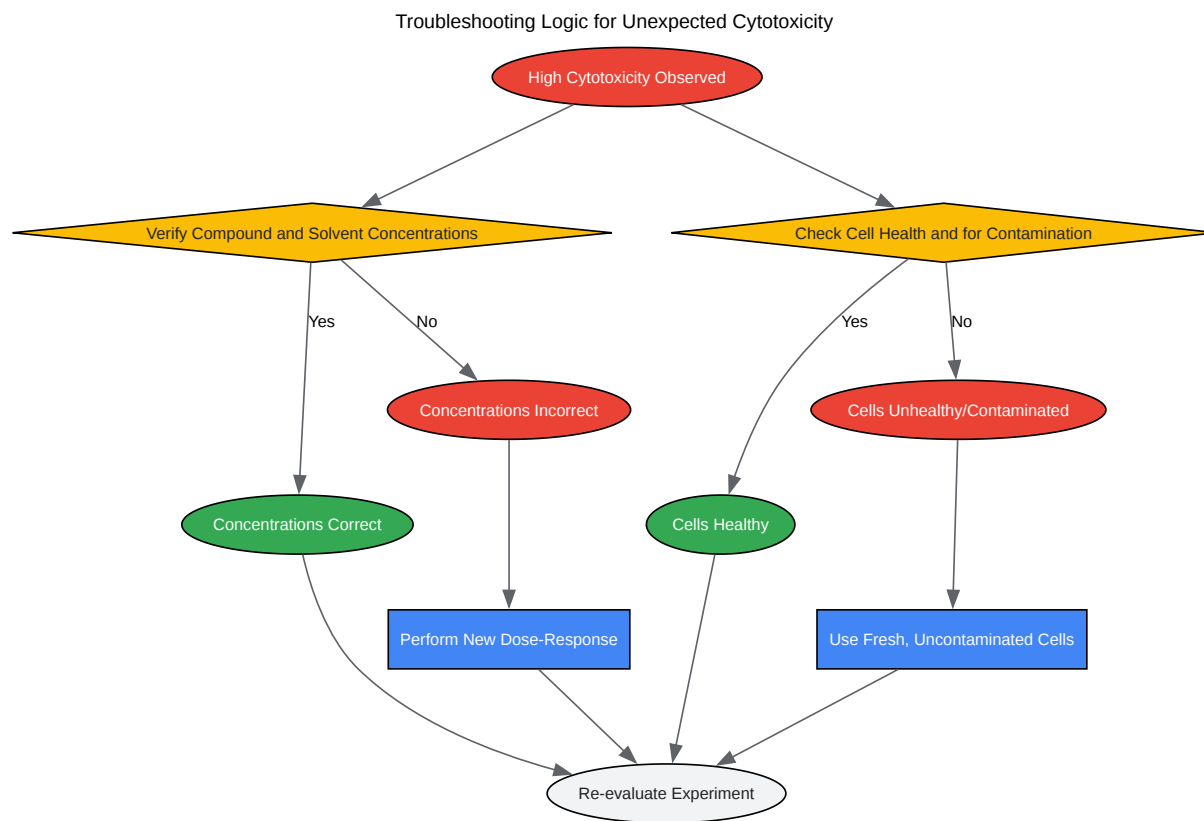 Troubleshooting Logic for Unexpected Cytotoxicity
High Cytotoxicity Observed
Verify Compound and Solvent Concentrations
Check Cell Health and for Contamination
Yes
No
Yes
No
Concentrations Incorrect
Cells Unhealthy/Contaminated
Concentrations Correct
Cells Healthy
Perform New Dose-Response
Use Fresh, Uncontaminated Cells
Re-evaluate Experiment